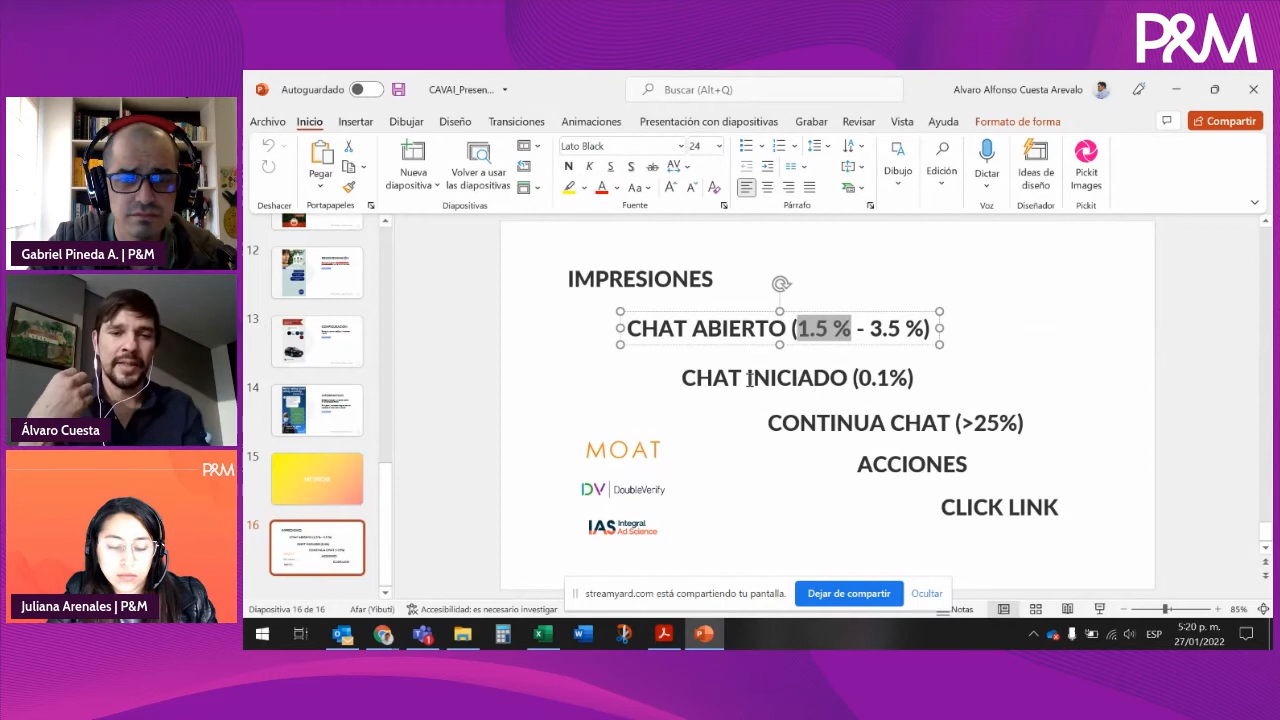 P&M
Autoguardado
CAVAI_Presen...
Buscar (Alt+Q)
Alvaro Alfonso Cuesta Arevalo
Archivo Inicio Insertar Dibujar Diseño Transiciones Animaciones Presentación con diapositivas Grabar Revisar Vista Ayuda Formato de forma Compartir
Pegar
Nueva diapositiva
Volver a usar las diapositivas
Lato Black 24
N K S S ab AV
A Aa A A A
Dibujo
Edición
Dictar
Ideas de diseño
Pickit Images
Deshacer Portapapeles Diapositivas Fuente Párrafo Voz Diseñador Pickit
Gabriel Pineda A. | P&M
Álvaro Cuesta
P&M
Juliana Arenales | P&M
12
13
14
15
16
IMPRESIONES
CHAT ABIERTO (1.5 % - 3.5 %)
CHAT INICIADO (0.1%)
CONTINUA CHAT (>25%)
ACCIONES
CLICK LINK
MOAT
DV DoubleVerify
IAS Integral Ad Science
streamyard.com está compartiendo tu pantalla. Dejar de compartir Ocultar
Diapositiva 16 de 16 Afar (Yibuti) Accesibilidad: es necesario investigar Notas 85%
ESP
5:20 p. m.
27/01/2022